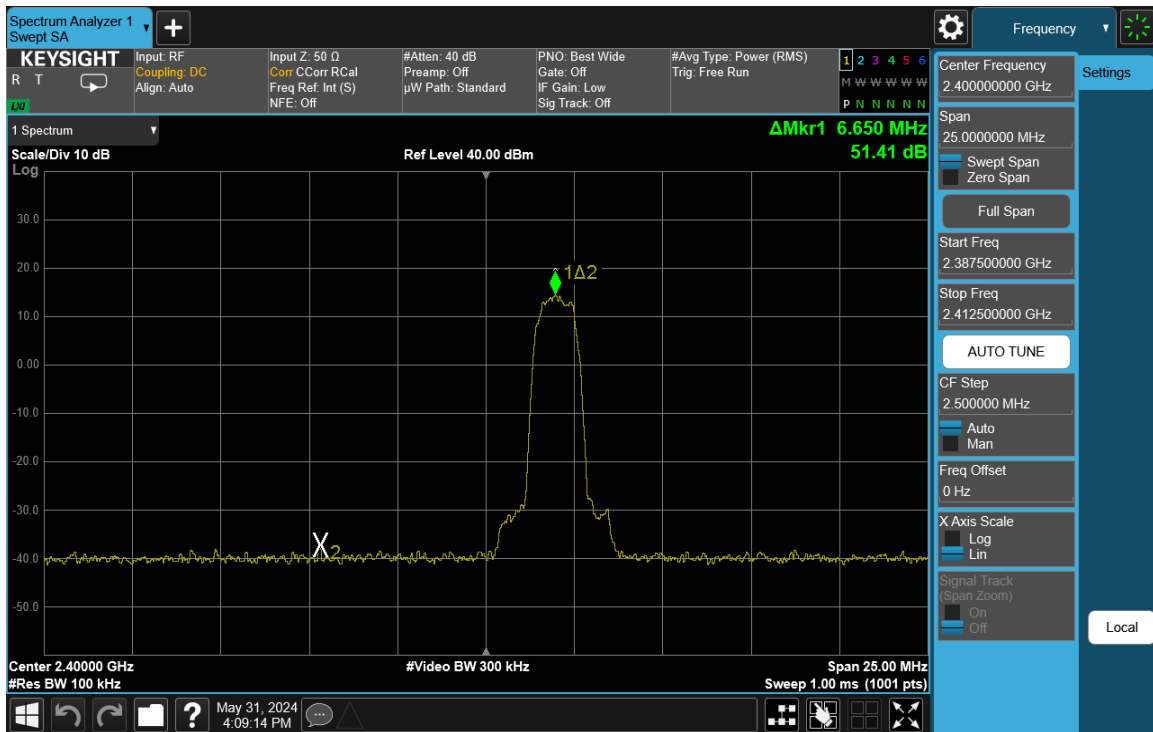 Spectrum Analyzer 1
Swept SA
+
Frequency
KEYSIGHT
R T
LXI
Input: RF
Coupling: DC
Align: Auto
Input Z: 50 Ω
Corr CCorr RCal
Freq Ref: Int (S)
NFE: Off
#Atten: 40 dB
Preamp: Off
µW Path: Standard
PNO: Best Wide
Gate: Off
IF Gain: Low
Sig Track: Off
#Avg Type: Power (RMS)
Trig: Free Run
1 2 3 4 5 6
M W W W W W
P N N N N N
1 Spectrum
Scale/Div 10 dB
Ref Level 40.00 dBm
ΔMkr1 6.650 MHz
51.41 dB
Log
30.0
20.0
10.0
0.00
-10.0
-20.0
-30.0
-40.0
-50.0
1Δ2
X2
Center 2.40000 GHz
#Res BW 100 kHz
#Video BW 300 kHz
Span 25.00 MHz
Sweep 1.00 ms (1001 pts)
Center Frequency
2.400000000 GHz
Settings
Span
25.0000000 MHz
Swept Span
Zero Span
Full Span
Start Freq
2.387500000 GHz
Stop Freq
2.412500000 GHz
AUTO TUNE
CF Step
2.500000 MHz
Auto
Man
Freq Offset
0 Hz
X Axis Scale
Log
Lin
Signal Track
(Span Zoom)
On
Off
Local
?
May 31, 2024
4:09:14 PM